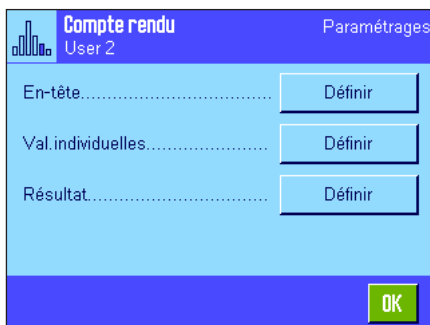 Compte rendu Paramétrages
User 2
En-tête.................................. Définir
Val.individuelles...................... Définir
Résultat................................ Définir
OK